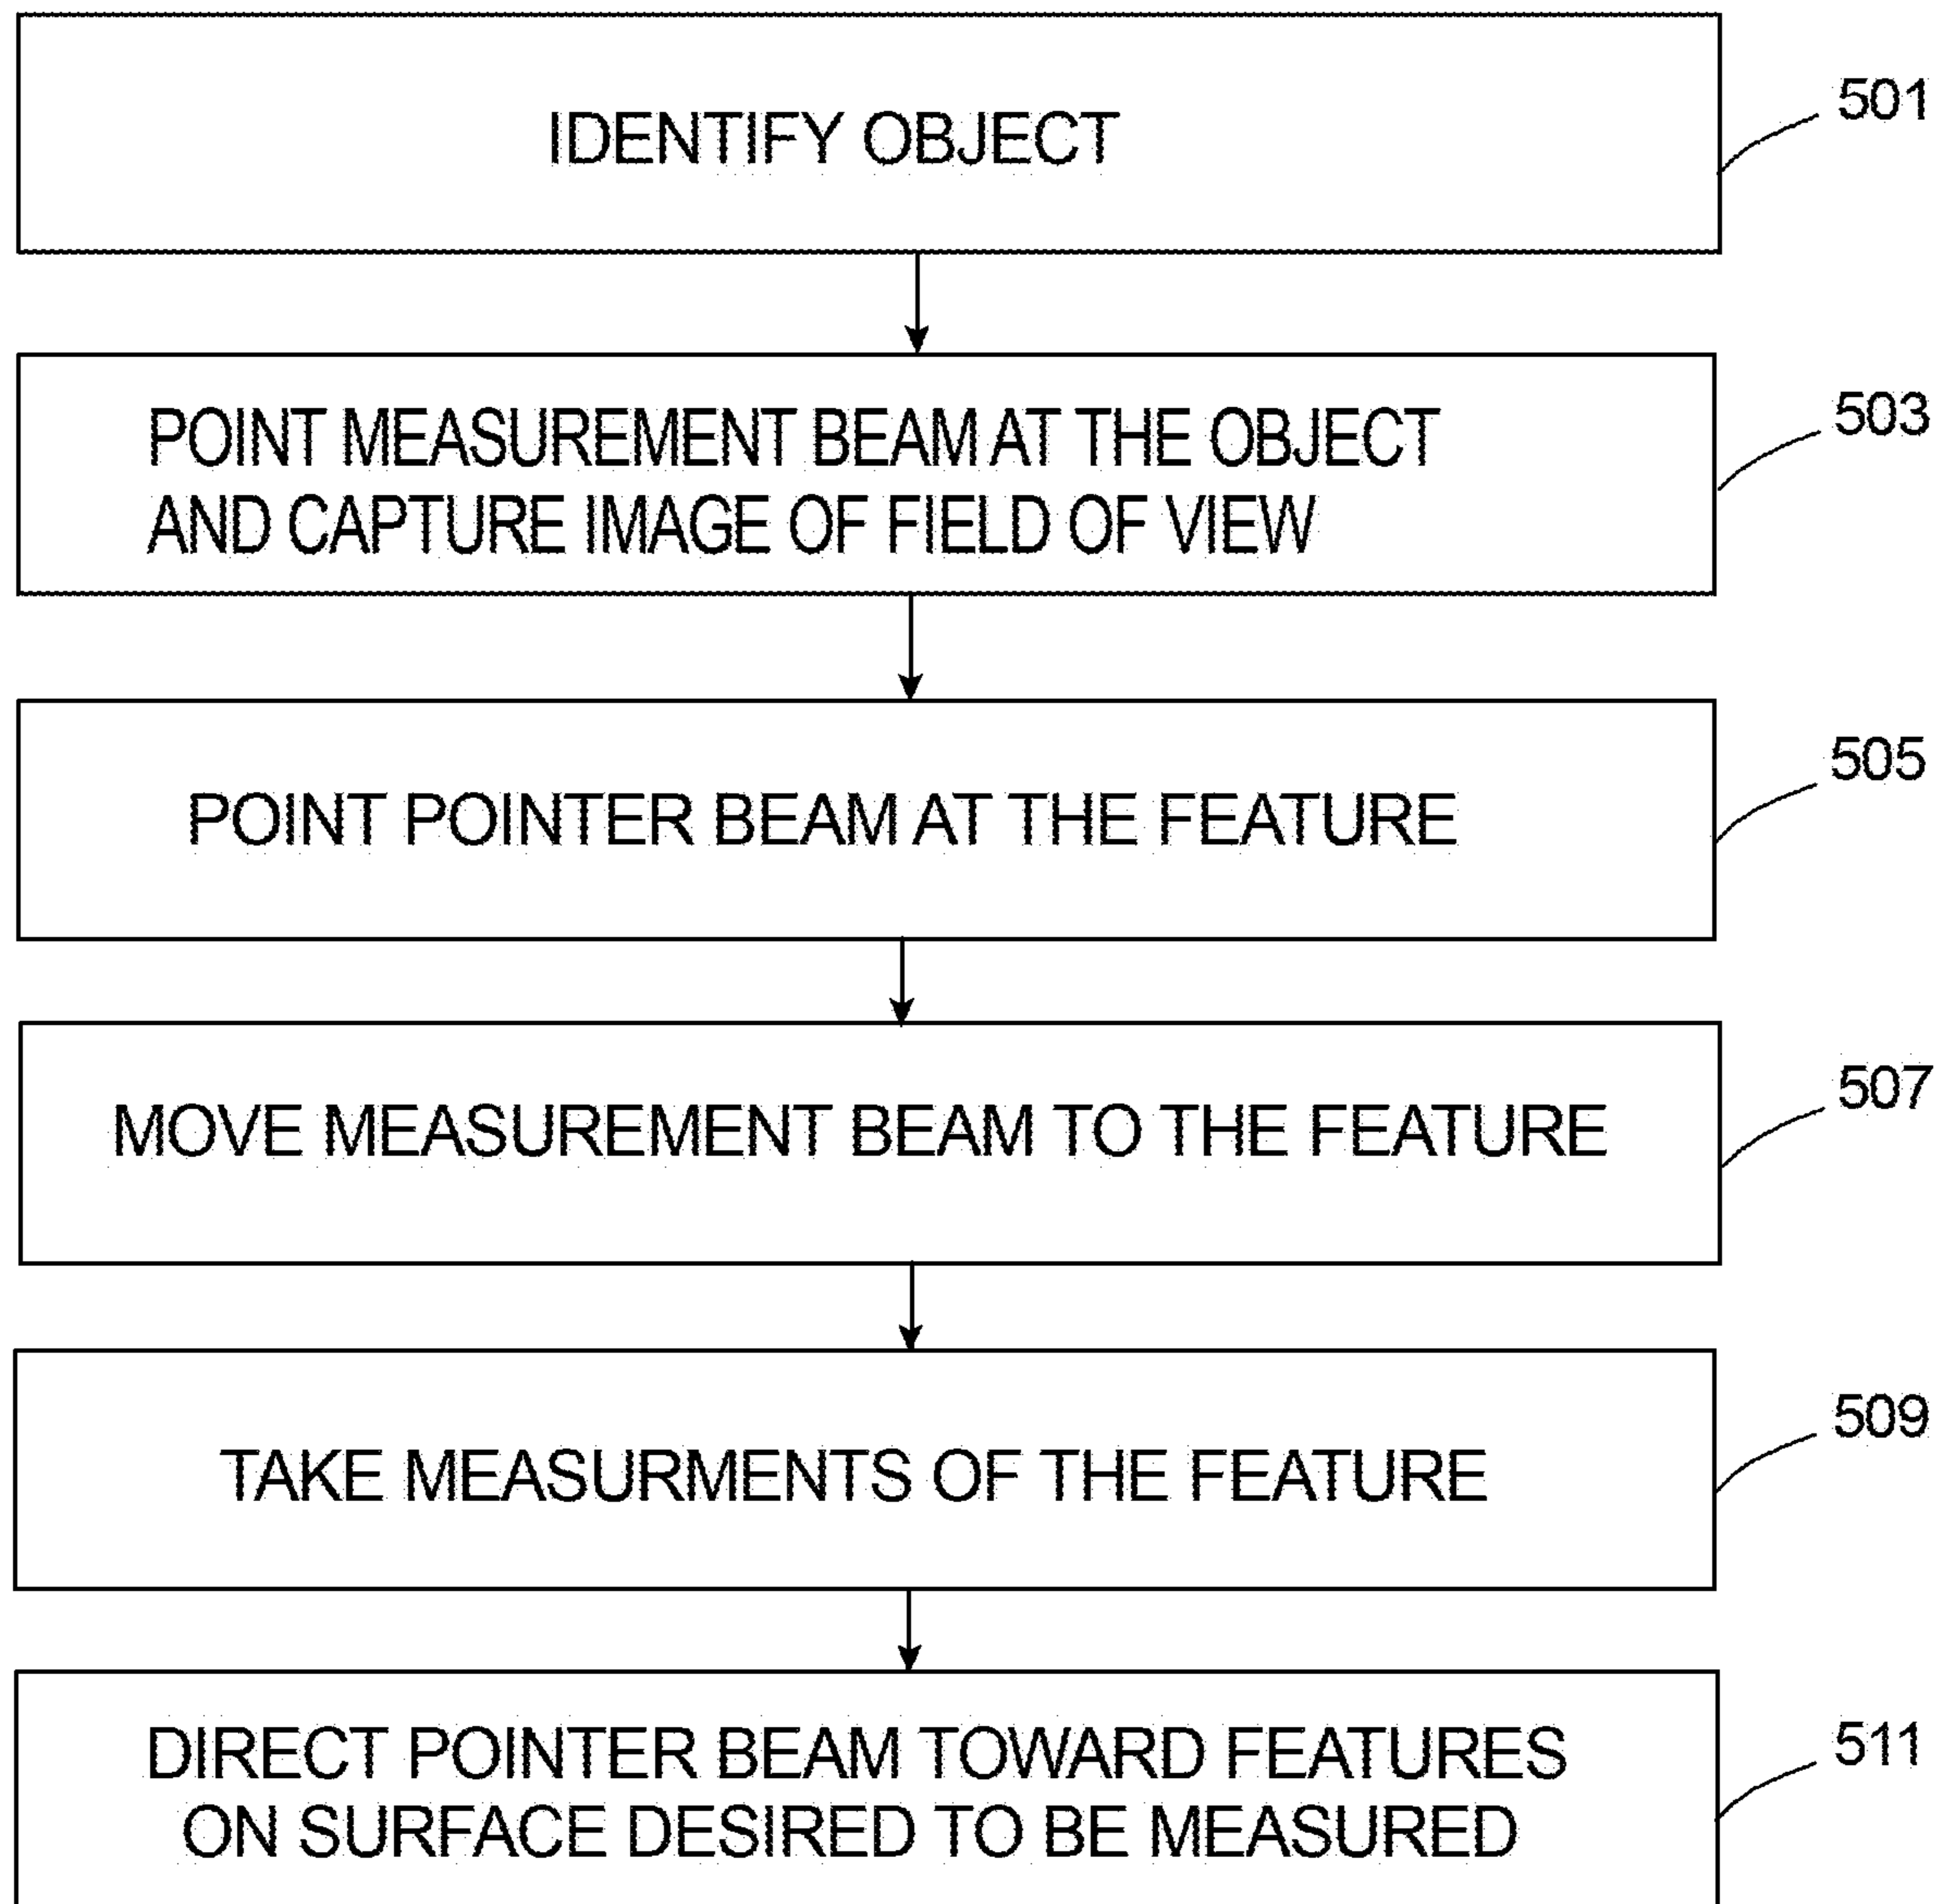 IDENTIFY OBJECT
501
POINT MEASUREMENT BEAM AT THE OBJECT
AND CAPTURE IMAGE OF FIELD OF VIEW
503
POINT POINTER BEAM AT THE FEATURE
505
MOVE MEASUREMENT BEAM TO THE FEATURE
507
TAKE MEASURMENTS OF THE FEATURE
509
DIRECT POINTER BEAM TOWARD FEATURES
ON SURFACE DESIRED TO BE MEASURED
511